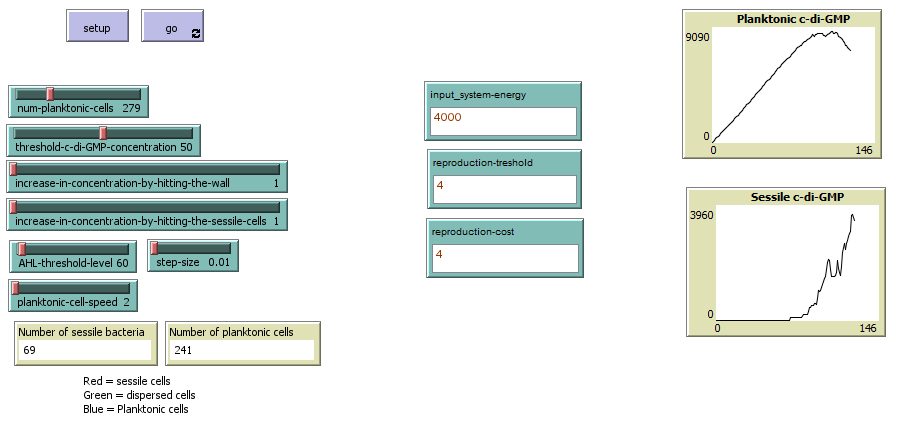 setup
go
num-planktonic-cells 279
threshold-c-di-GMP-concentration 50
increase-in-concentration-by-hitting-the-wall 1
increase-in-concentration-by-hitting-the-sessile-cells 1
AHL-threshold-level 60
step-size 0.01
planktonic-cell-speed 2
Number of sessile bacteria
69
Number of planktonic cells
241
Red = sessile cells
Green = dispersed cells
Blue = Planktonic cells
input_system-energy
4000
reproduction-treshold
4
reproduction-cost
4
Planktonic c-di-GMP
9090
0
0 146
Sessile c-di-GMP
3960
0
0 146